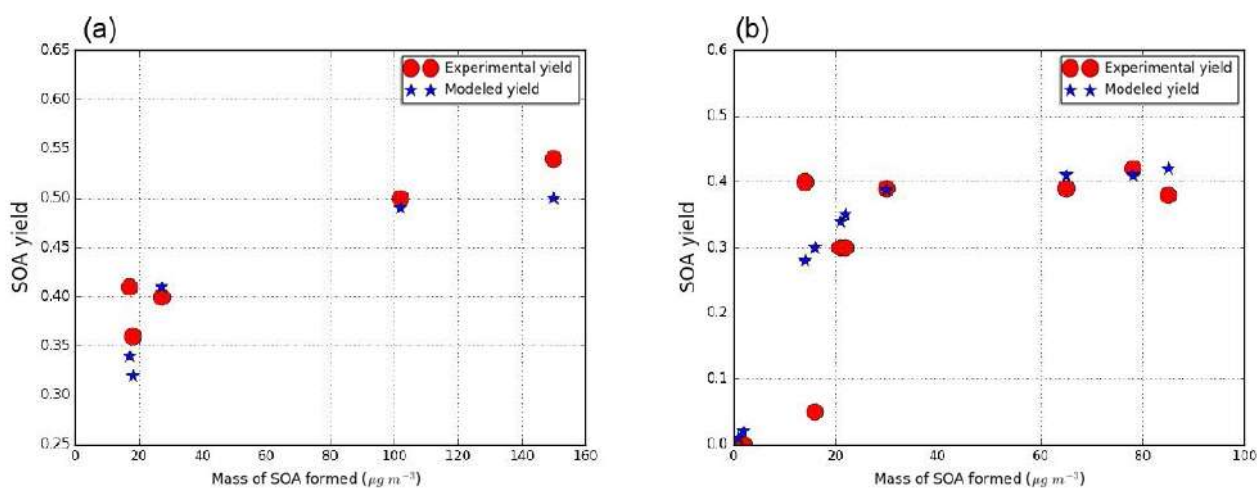 (a)
0.65
0.60
0.55
0.50
0.45
0.40
0.35
0.30
0.25
SOA yield
Experimental yield
Modeled yield
0 20 40 60 80 100 120 140 160
Mass of SOA formed (μg m⁻³)
(b)
0.6
0.5
0.4
0.3
0.2
0.1
0.0
SOA yield
Experimental yield
Modeled yield
0 20 40 60 80 100
Mass of SOA formed (μg m⁻³)